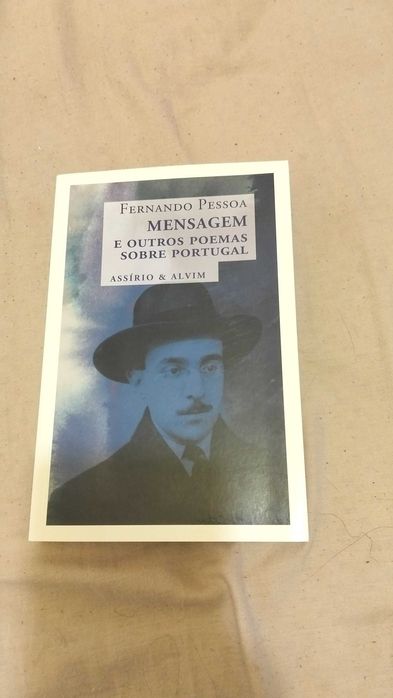 FERNANDO PESSOA
MENSAGEM
E OUTROS POEMAS
SOBRE PORTUGAL
ASSÍRIO & ALVIM